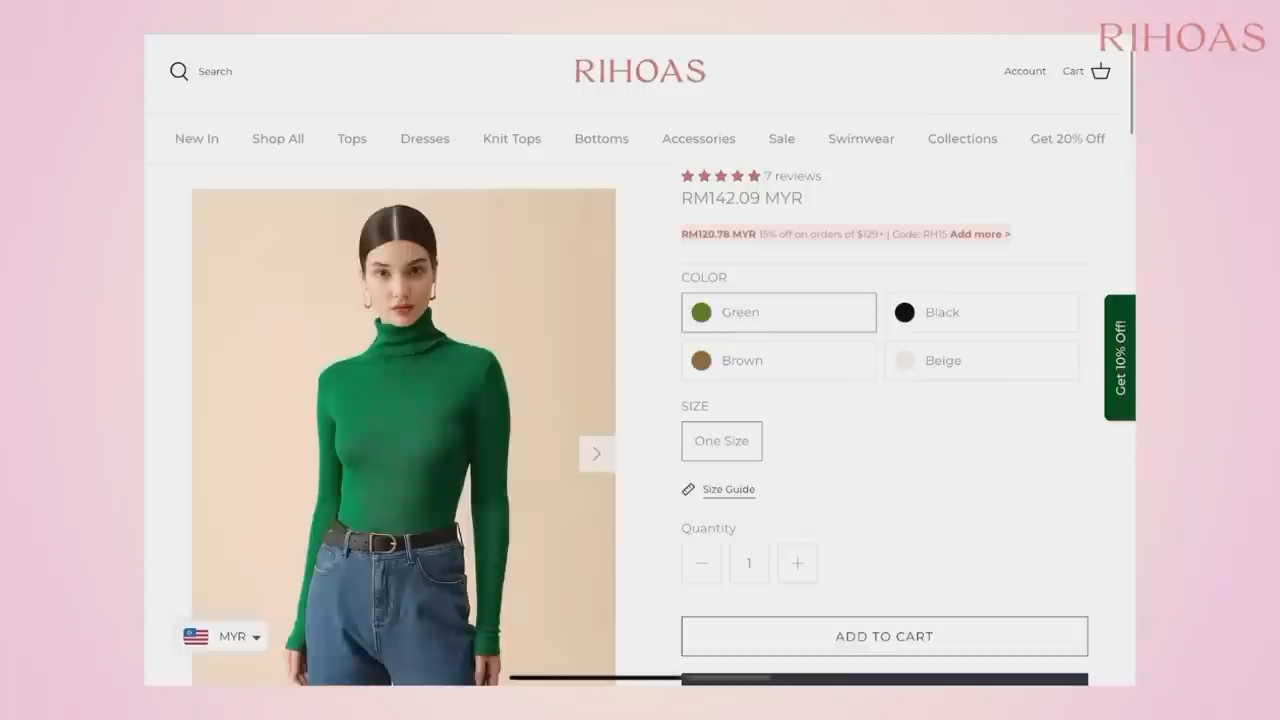 RIHOAS
Search
RIHOAS
Account
Cart
New In
Shop All
Tops
Dresses
Knit Tops
Bottoms
Accessories
Sale
Swimwear
Collections
Get 20% Off
7 reviews
RM142.09 MYR
RM120.78 MYR 15% off on orders of $129+ | Code: RH15 Add more >
COLOR
Green
Black
Brown
Beige
Get 10% Off!
SIZE
One Size
Size Guide
Quantity
1
ADD TO CART
MYR